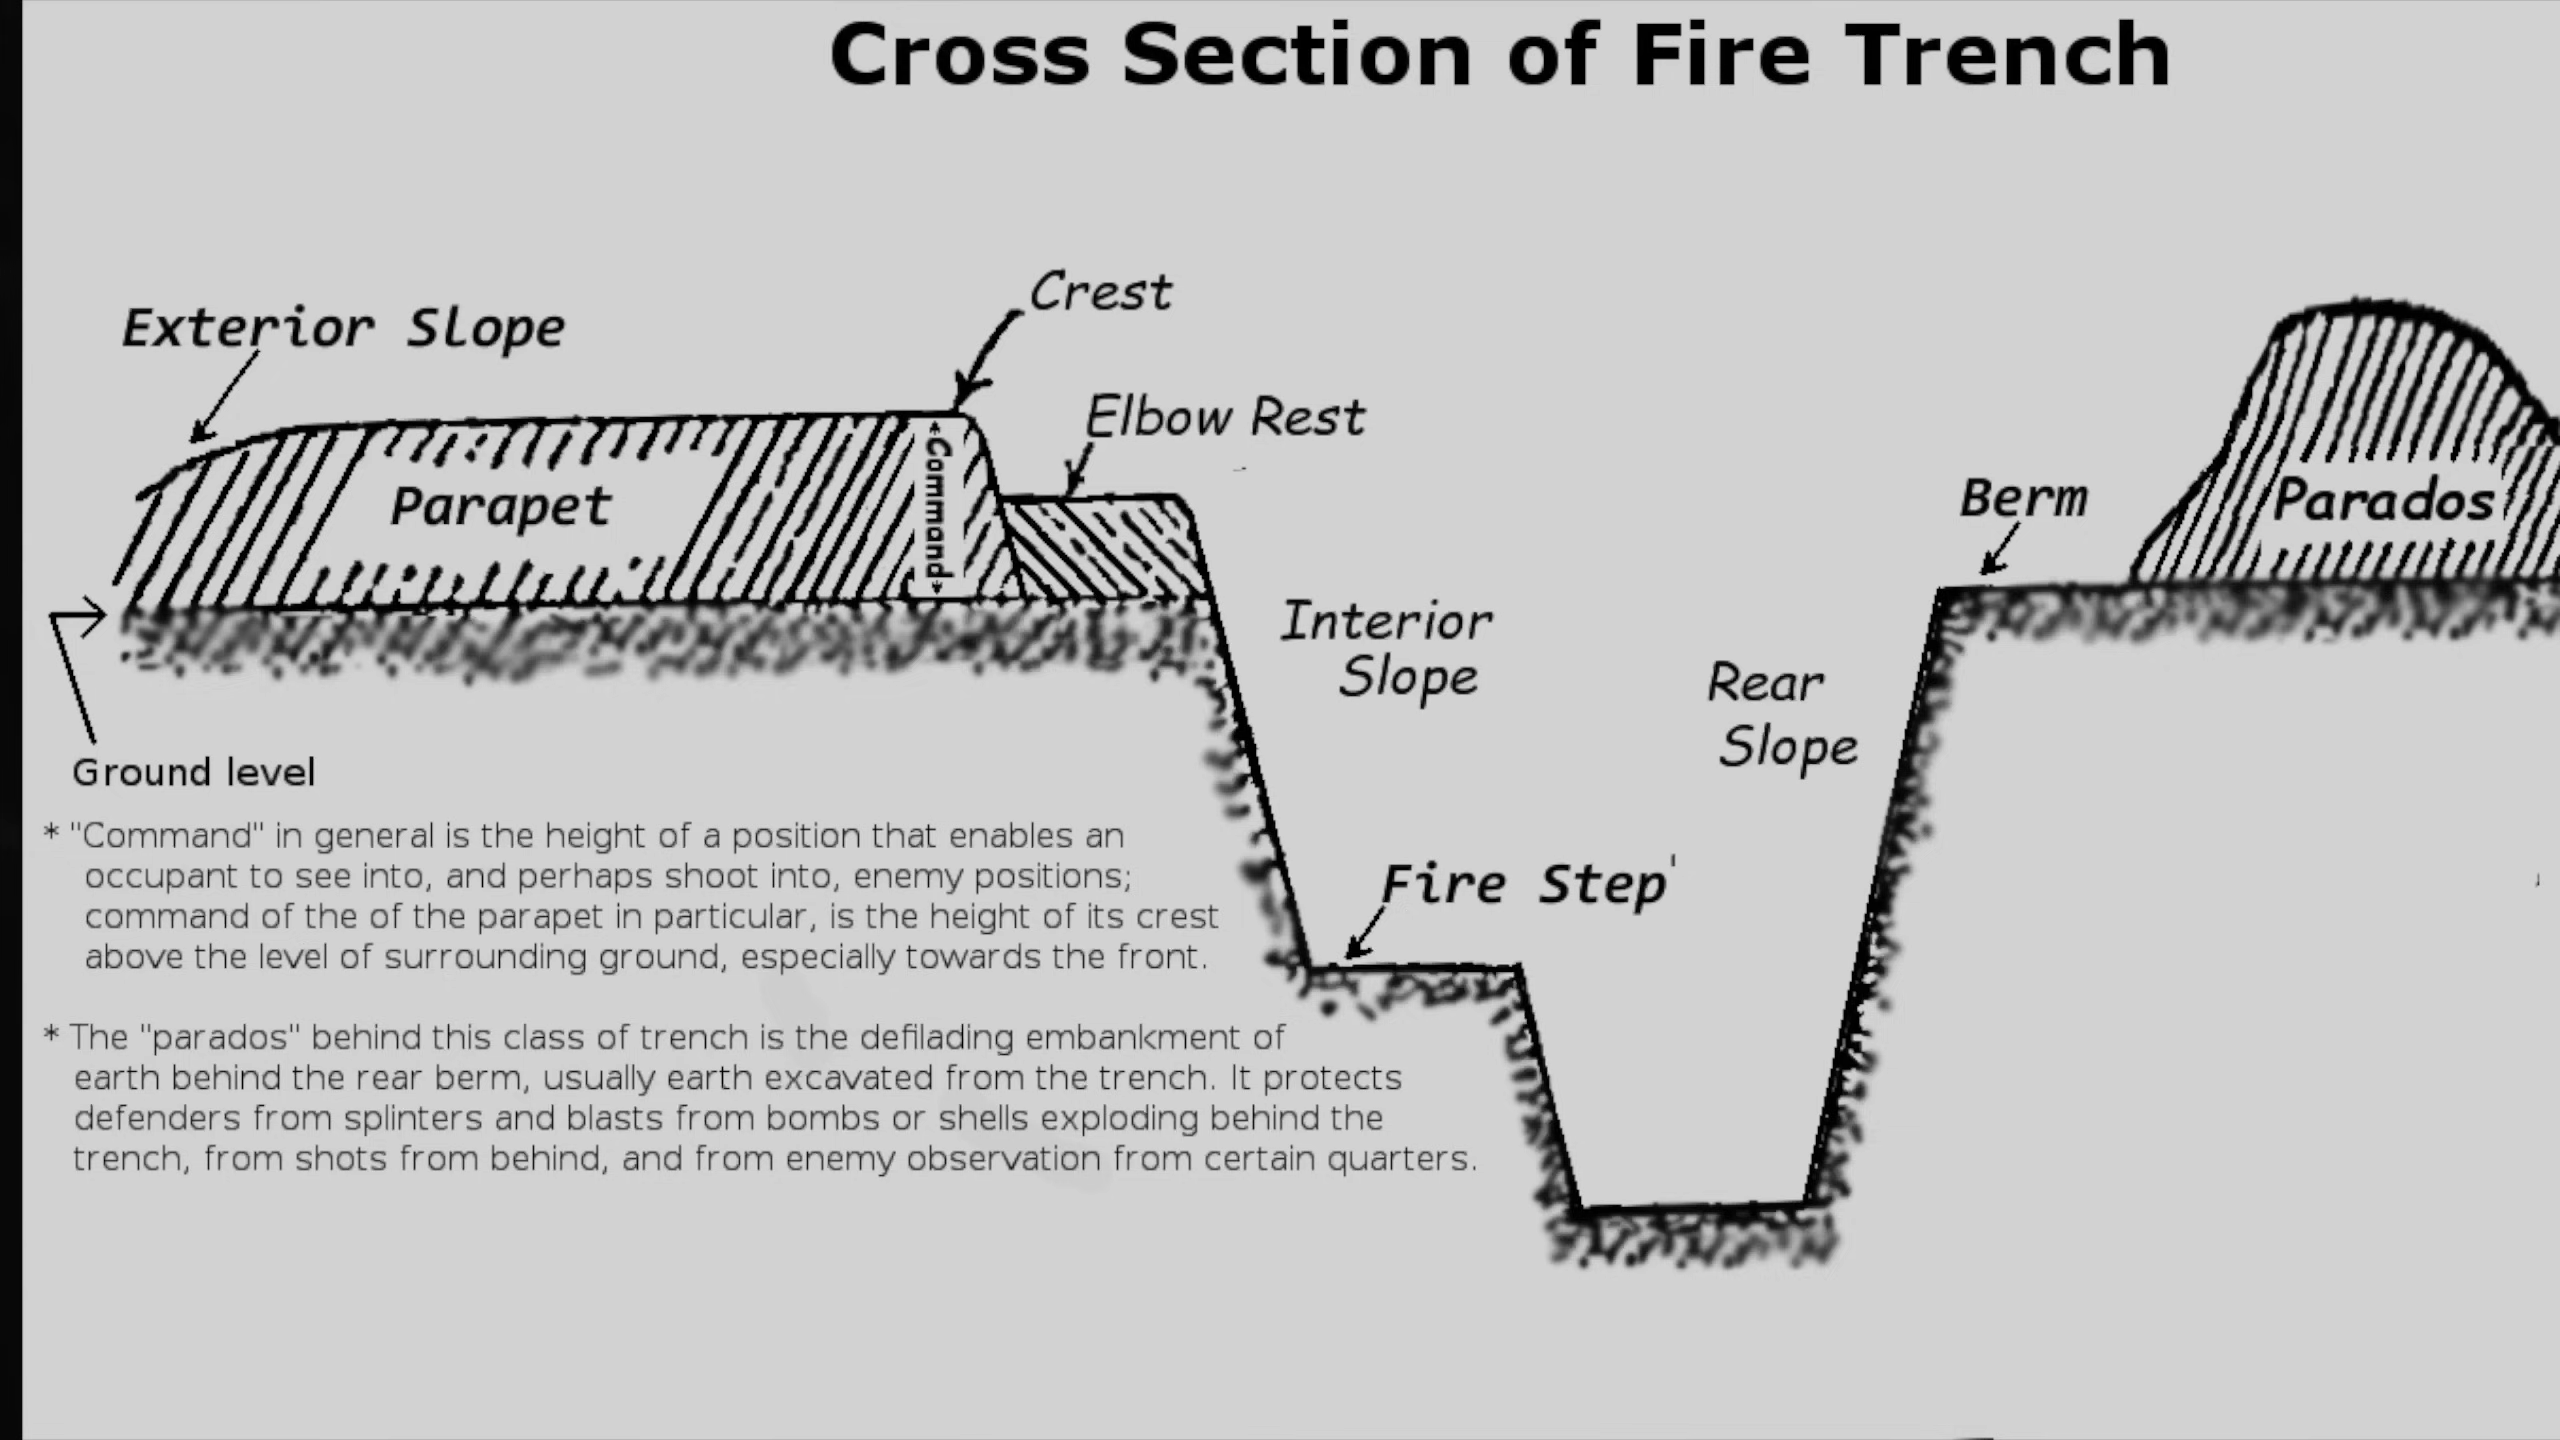 Cross Section of Fire Trench
Crest
Exterior Slope
Elbow Rest
Command
Parapet
Berm
Parados
Interior
Slope
Rear
Slope
Ground level
Fire Step
* "Command" in general is the height of a position that enables an
occupant to see into, and perhaps shoot into, enemy positions;
command of the of the parapet in particular, is the height of its crest
above the level of surrounding ground, especially towards the front.
* The "parados" behind this class of trench is the defilading embankment of
earth behind the rear berm, usually earth excavated from the trench. It protects
defenders from splinters and blasts from bombs or shells exploding behind the
trench, from shots from behind, and from enemy observation from certain quarters.